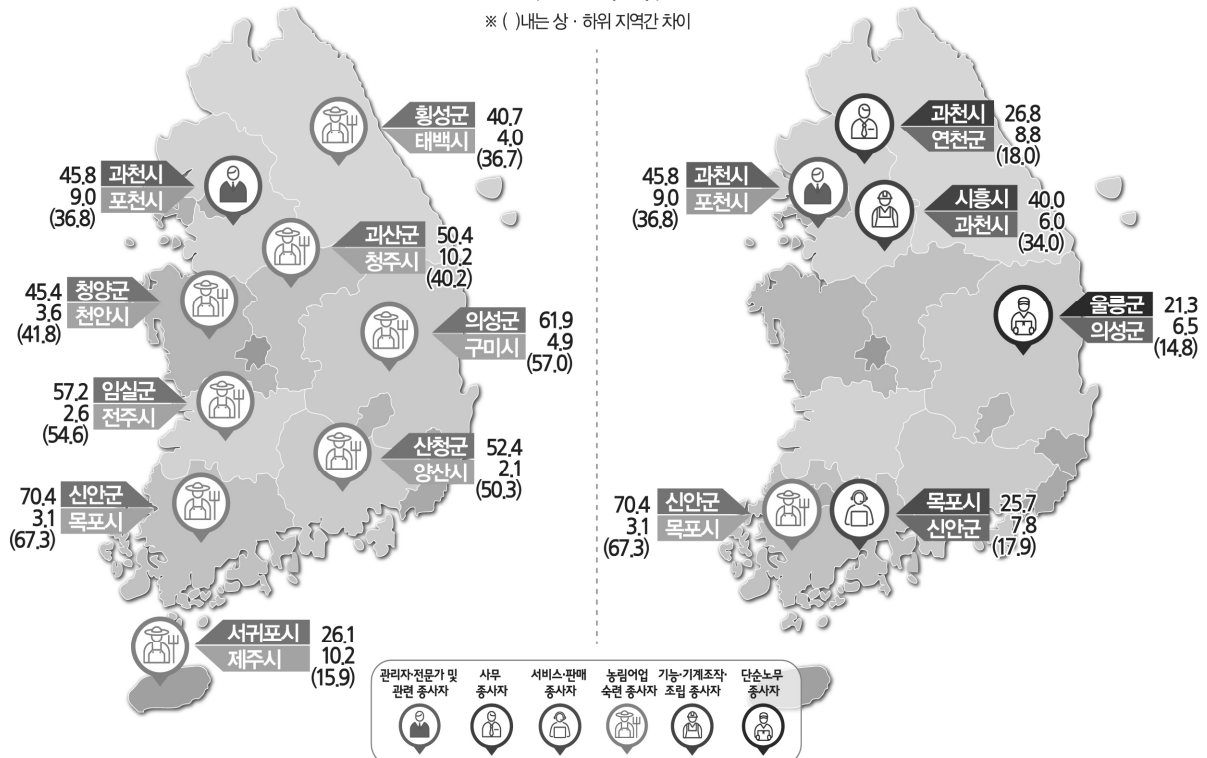 ※ ( )내는 상 · 하위 지역간 차이
횡성군 40.7
태백시 4.0
(36.7)
45.8 과천시
9.0 포천시
(36.8)
괴산군 50.4
청주시 10.2
(40.2)
45.4 청양군
3.6 천안시
(41.8)
의성군 61.9
구미시 4.9
(57.0)
57.2 임실군
2.6 전주시
(54.6)
산청군 52.4
양산시 2.1
(50.3)
70.4 신안군
3.1 목포시
(67.3)
서귀포시 26.1
제주시 10.2
(15.9)
과천시 26.8
연천군 8.8
(18.0)
45.8 과천시
9.0 포천시
(36.8)
시흥시 40.0
과천시 6.0
(34.0)
울릉군 21.3
의성군 6.5
(14.8)
70.4 신안군
3.1 목포시
(67.3)
목포시 25.7
신안군 7.8
(17.9)
관리자·전문가 및
관련 종사자
사무
종사자
서비스·판매
종사자
농림어업
숙련 종사자
기능·기계조작·
조립 종사자
단순노무
종사자